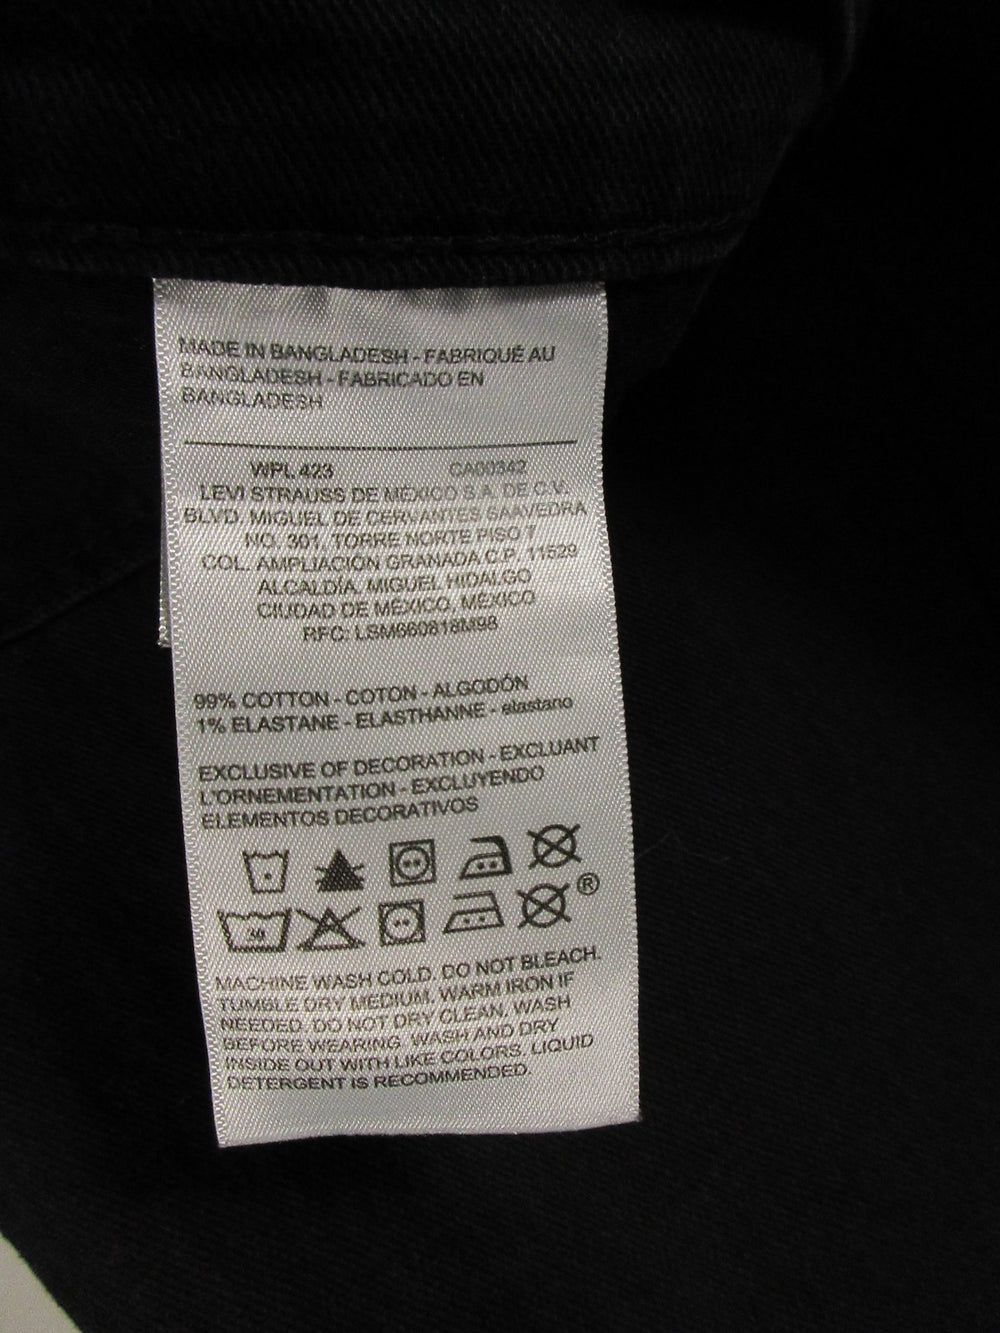 MADE IN BANGLADESH - FABRIQUÉ AU
BANGLADESH - FABRICADO EN
BANGLADESH
WPL 423 CA00342
LEVI STRAUSS DE MÉXICO S.A. DE C.V.
BLVD. MIGUEL DE CERVANTES SAAVEDRA
NO. 301, TORRE NORTE PISO 7
COL. AMPLIACIÓN GRANADA C.P. 11529
ALCALDÍA. MIGUEL HIDALGO
CIUDAD DE MÉXICO, MÉXICO
RFC: LSM660818M98
99% COTTON - COTON - ALGODÓN
1% ELASTANE - ELASTHANNE - elastano
EXCLUSIVE OF DECORATION - EXCLUANT
L'ORNEMENTATION - EXCLUYENDO
ELEMENTOS DECORATIVOS
®
30
MACHINE WASH COLD. DO NOT BLEACH.
TUMBLE DRY MEDIUM. WARM IRON IF
NEEDED. DO NOT DRY CLEAN. WASH
BEFORE WEARING. WASH AND DRY
INSIDE OUT WITH LIKE COLORS. LIQUID
DETERGENT IS RECOMMENDED.